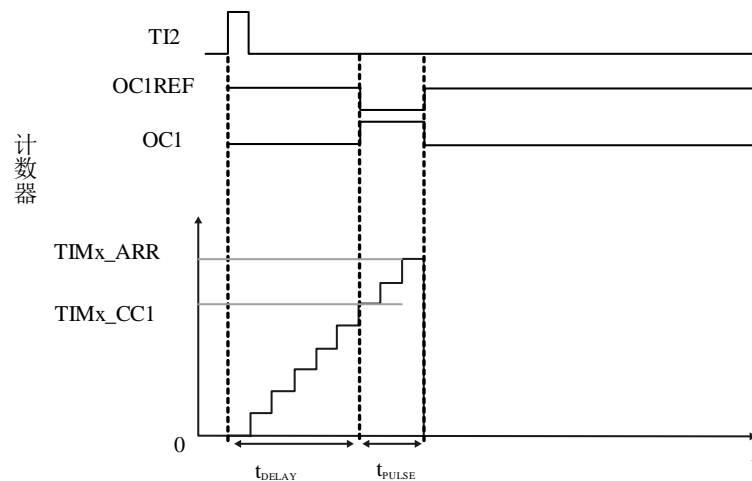 TI2
OC1REF
OC1
计数器
TIMx_ARR
TIMx_CC1
0
tDELAY
tPULSE